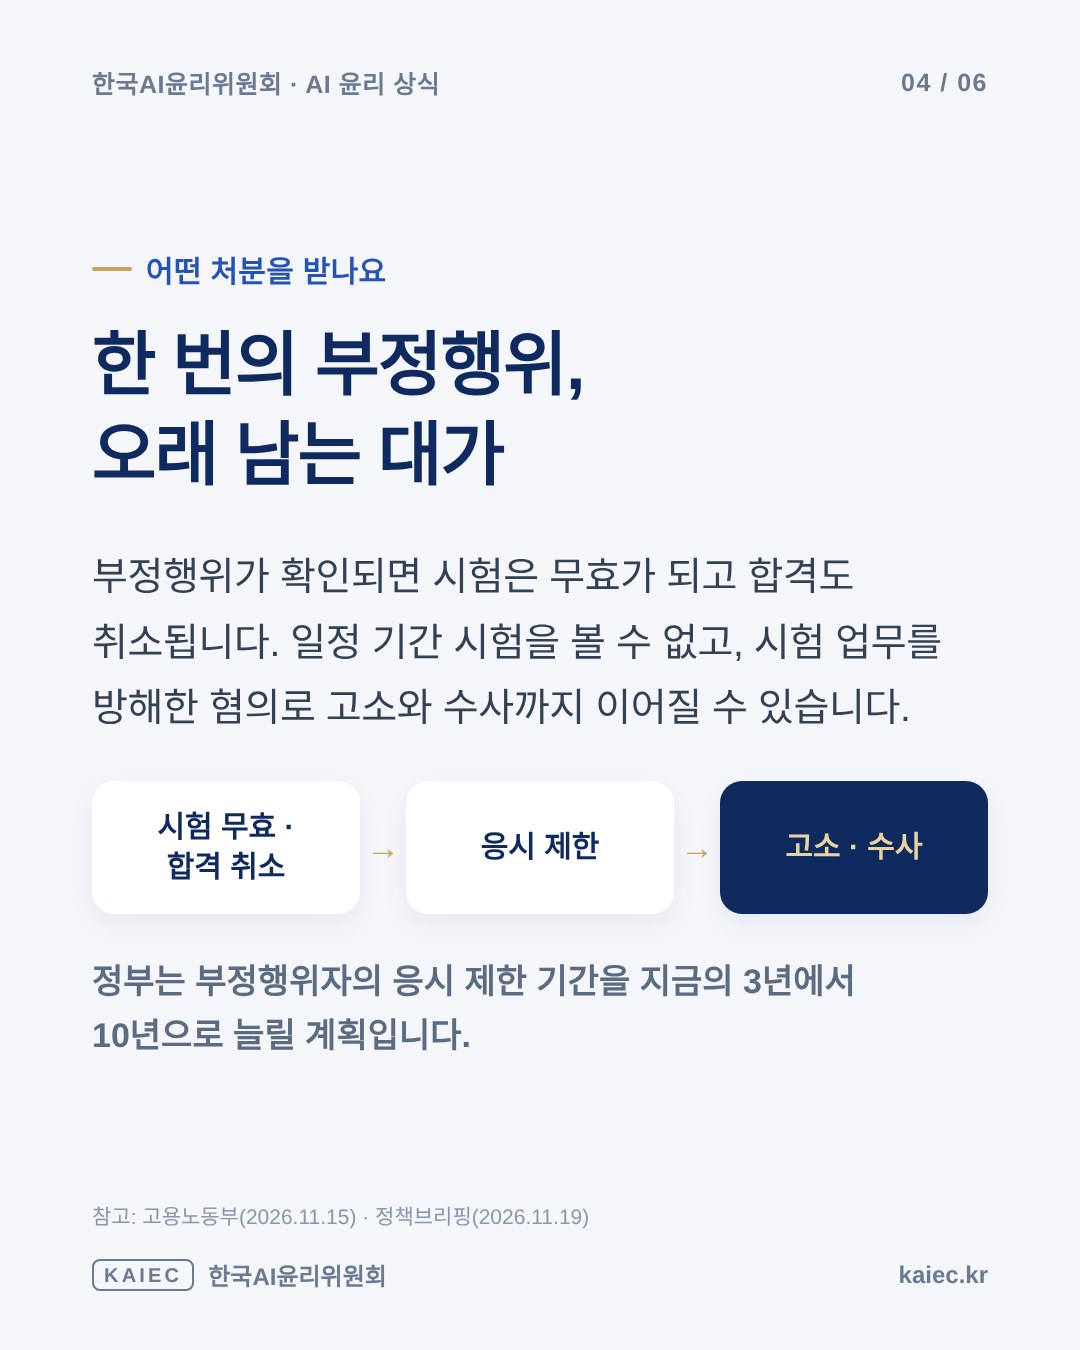 한국AI윤리위원회 · AI 윤리 상식
04 / 06
어떤 처분을 받나요
한 번의 부정행위,
오래 남는 대가
부정행위가 확인되면 시험은 무효가 되고 합격도
취소됩니다. 일정 기간 시험을 볼 수 없고, 시험 업무를
방해한 혐의로 고소와 수사까지 이어질 수 있습니다.
시험 무효 ·
합격 취소
→
응시 제한
→
고소 · 수사
정부는 부정행위자의 응시 제한 기간을 지금의 3년에서
10년으로 늘릴 계획입니다.
참고: 고용노동부(2026.11.15) · 정책브리핑(2026.11.19)
KAIEC 한국AI윤리위원회
kaiec.kr